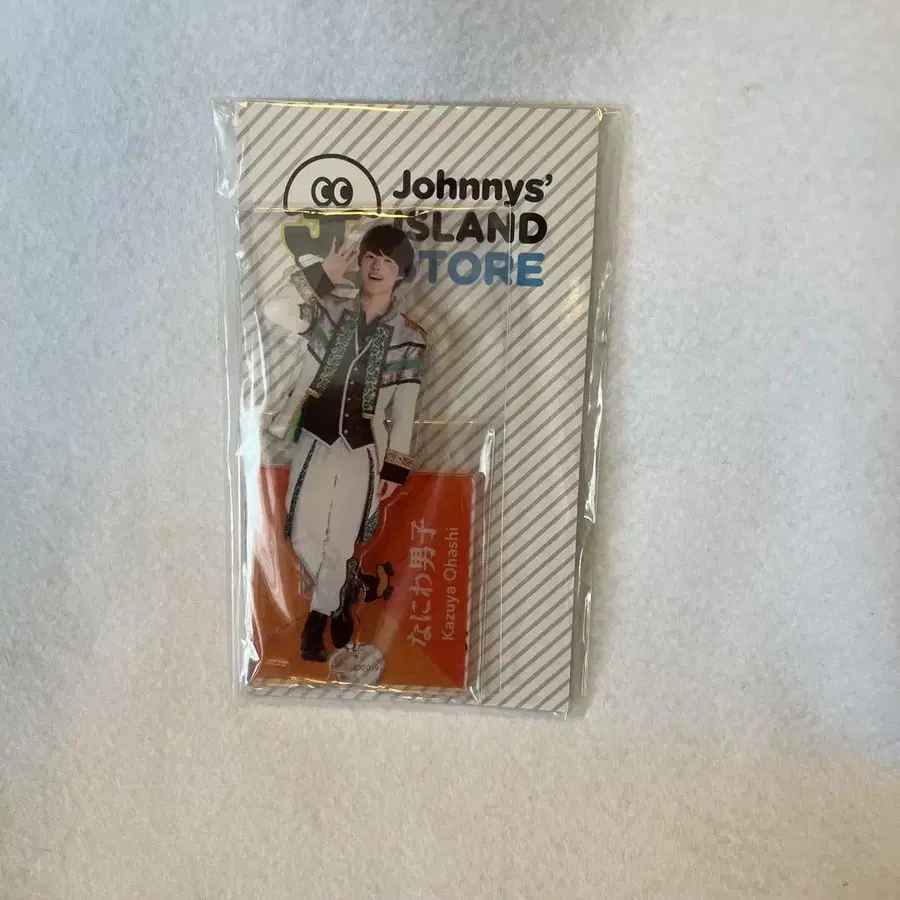 Johnnys'
ISLAND
STORE
なにわ男子
Kazuya Ohashi